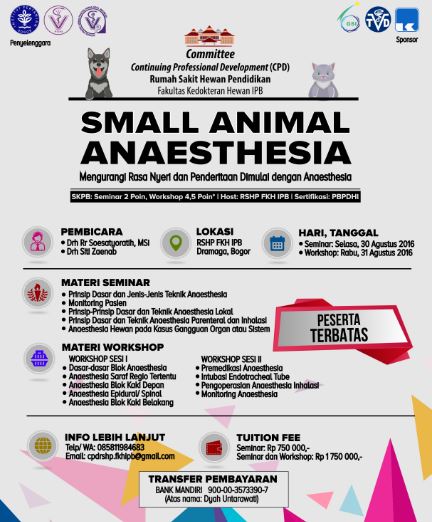 Penyelenggara
Sponsor
Committee
Continuing Professional Development (CPD)
Rumah Sakit Hewan Pendidikan
Fakultas Kedokteran Hewan IPB
SMALL ANIMAL
ANAESTHESIA
Mengurangi Rasa Nyeri dan Penderitaan Dimulai dengan Anaesthesia
SKPB: Seminar 2 Poin, Workshop 4,5 Poin* | Host: RSHP FKH IPB | Sertifikasi: PBPDHI
PEMBICARA
• Drh Rr Soesatyoratih, MSi
• Drh Siti Zaenab
LOKASI
RSHP FKH IPB
Dramaga, Bogor
HARI, TANGGAL
• Seminar: Selasa, 30 Agustus 2016
• Workshop: Rabu, 31 Agustus 2016
MATERI SEMINAR
• Prinsip Dasar dan Jenis-Jenis Teknik Anaesthesia
• Monitoring Pasien
• Prinsip-Prinsip Dasar dan Teknik Anaesthesia Lokal
• Prinsip Dasar dan Teknik Anaesthesia Parenteral dan Inhalasi
• Anaesthesia Hewan pada Kasus Gangguan Organ atau Sistem
PESERTA
TERBATAS
MATERI WORKSHOP
WORKSHOP SESI I
• Dasar-dasar Blok Anaesthesia
• Anaesthesia Saraf Regio Tertentu
• Anaesthesia Blok Kaki Depan
• Anaesthesia Epidural/ Spinal
• Anaesthesia Blok Kaki Belakang
WORKSHOP SESI II
• Premedikasi Anaesthesia
• Intubasi Endotracheal Tube
• Pengoperasian Anaesthesia Inhalasi
• Monitoring Anaesthesia
INFO LEBIH LANJUT
Telp/ WA: 085811984683
Email: cpdrshp.fkhipb@gmail.com
TUITION FEE
Seminar: Rp 750 000,-
Seminar dan Workshop: Rp 1 750 000,-
TRANSFER PEMBAYARAN
BANK MANDIRI 900-00-3573390-7
(Atas nama: Dyah Untarawati)